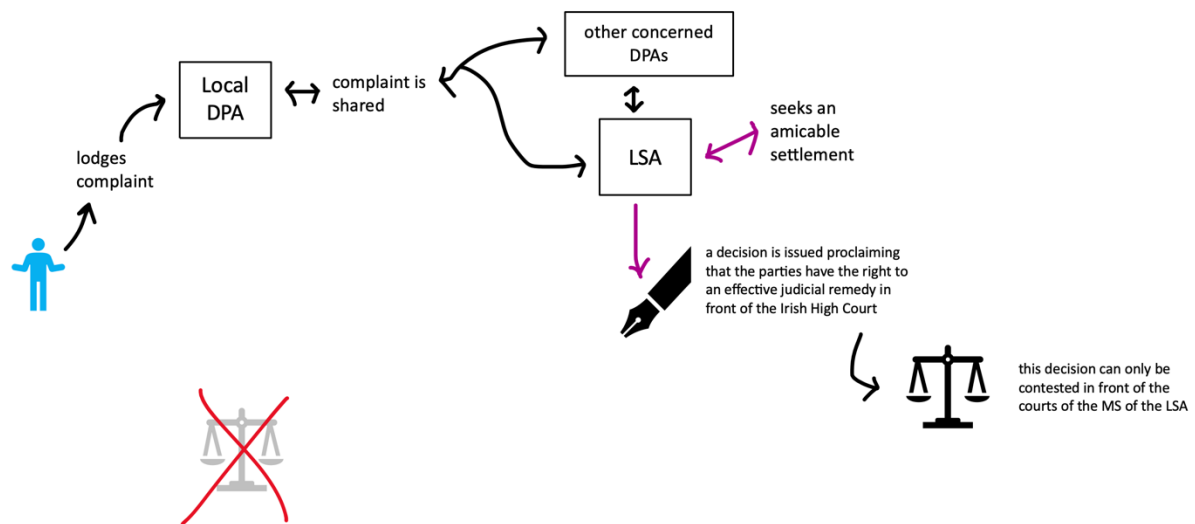 other concerned
DPAs
Local
DPA
complaint is
shared
seeks an
amicable
settlement
lodges
complaint
LSA
a decision is issued proclaiming
that the parties have the right to
an effective judicial remedy in
front of the Irish High Court
this decision can only be
contested in front of the
courts of the MS of the LSA